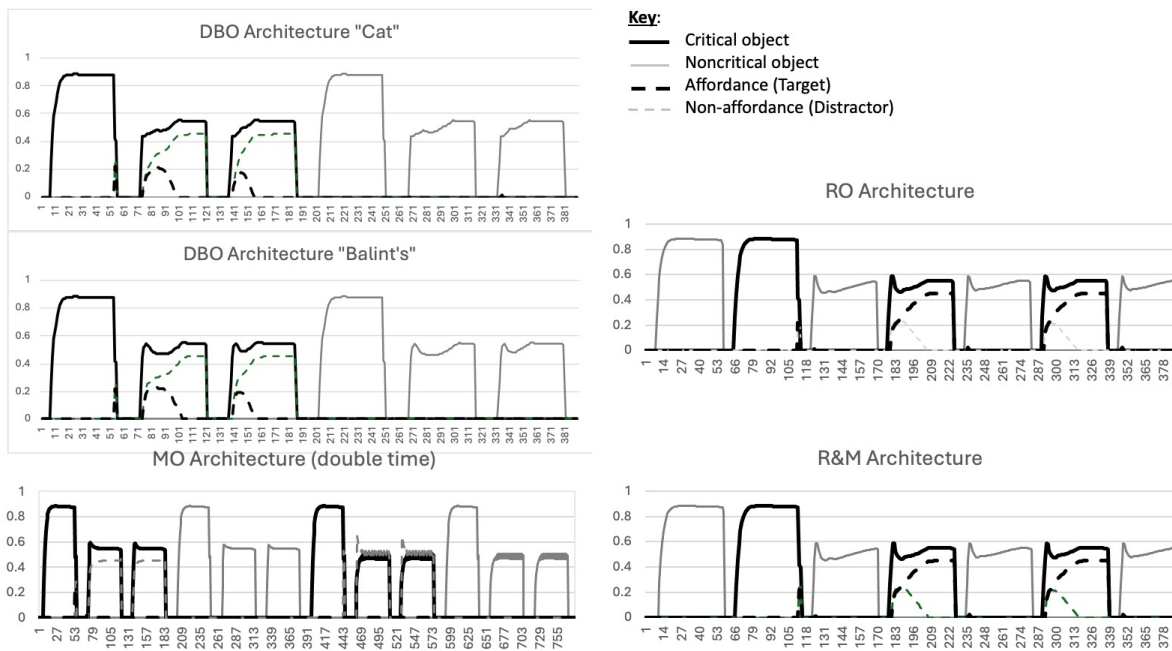 DBO Architecture "Cat"
1
0.8
0.6
0.4
0.2
0
1 11 21 31 41 51 61 71 81 91 101 111 121 131 141 151 161 171 181 191 201 211 221 231 241 251 261 271 281 291 301 311 321 331 341 351 361 371 381
DBO Architecture "Balint's"
1
0.8
0.6
0.4
0.2
0
1 11 21 31 41 51 61 71 81 91 101 111 121 131 141 151 161 171 181 191 201 211 221 231 241 251 261 271 281 291 301 311 321 331 341 351 361 371 381
MO Architecture (double time)
1
0.8
0.6
0.4
0.2
0
1 27 53 79 105 131 157 183 209 235 261 287 313 339 365 391 417 443 469 495 521 547 573 599 625 651 677 703 729 755
Key:
Critical object
Noncritical object
Affordance (Target)
Non-affordance (Distractor)
RO Architecture
1
0.8
0.6
0.4
0.2
0
1 14 27 40 53 66 79 92 105 118 131 144 157 170 183 196 209 222 235 248 261 274 287 300 313 326 339 352 365 378
R&M Architecture
1
0.8
0.6
0.4
0.2
0
1 14 27 40 53 66 79 92 105 118 131 144 157 170 183 196 209 222 235 248 261 274 287 300 313 326 339 352 365 378